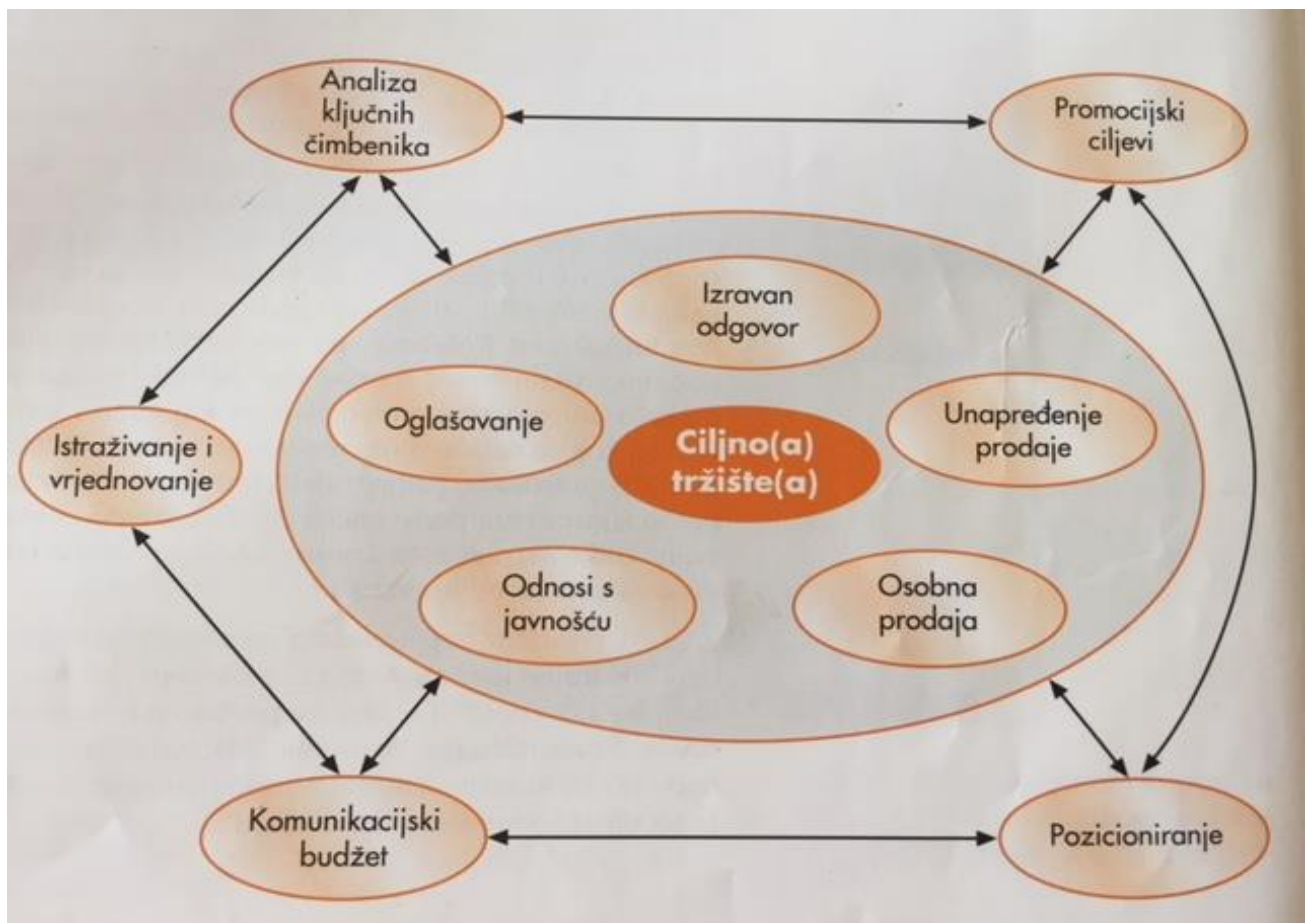 Analiza
ključnih
čimbenika
Promocijski
ciljevi
Izravan
odgovor
Oglašavanje
Unapređenje
prodaje
Ciljno(a)
tržište(a)
Istraživanje i
vrjednovanje
Odnosi s
javnošću
Osobna
prodaja
Komunikacijski
budžet
Pozicioniranje